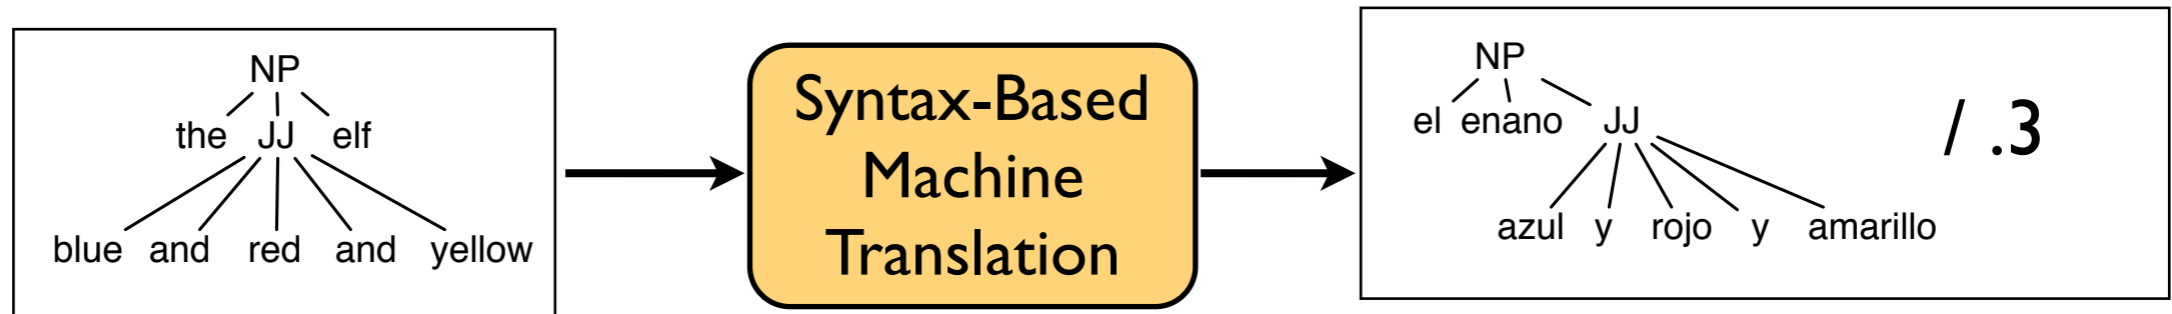 NP
the JJ elf
blue and red and yellow
Syntax-Based
Machine
Translation
NP
el enano JJ
azul y rojo y amarillo
/ .3